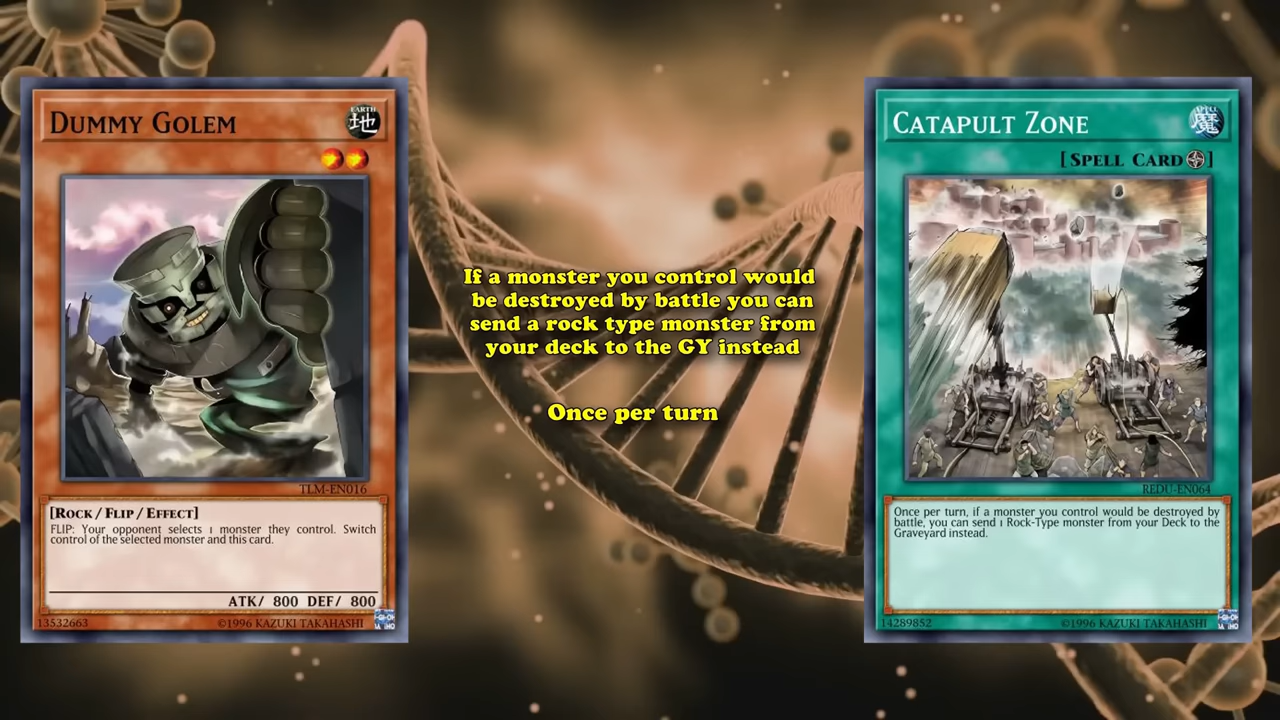 DUMMY GOLEM
EARTH
地
TLM-EN016
[ROCK / FLIP / EFFECT]
FLIP: Your opponent selects 1 monster they control. Switch
control of the selected monster and this card.
ATK/ 800 DEF/ 800
13532663
©1996 KAZUKI TAKAHASHI
If a monster you control would
be destroyed by battle you can
send a rock type monster from
your deck to the GY instead
Once per turn
CATAPULT ZONE
魔
[SPELL CARD]
REDU-EN064
Once per turn, if a monster you control would be destroyed by
battle, you can send 1 Rock-Type monster from your Deck to the
Graveyard instead.
14289852
©1996 KAZUKI TAKAHASHI